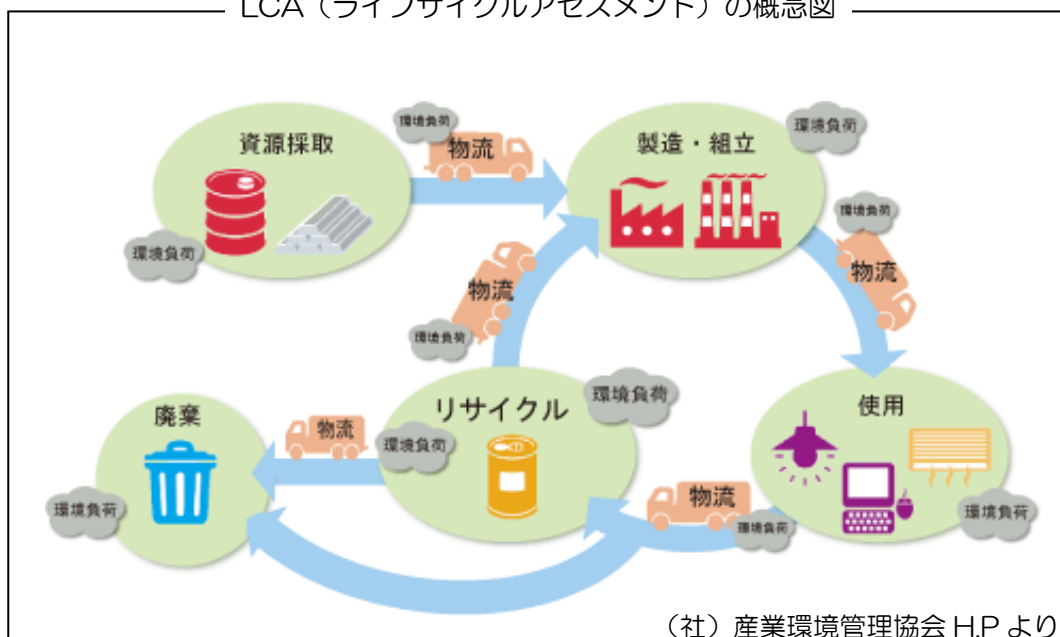 LCA（ライフサイクルアセスメント）の概念図
環境負荷
資源採取
物流
製造・組立
環境負荷
環境負荷
環境負荷
物流
物流
環境負荷
リサイクル
環境負荷
使用
廃棄
物流
環境負荷
環境負荷
物流
環境負荷
環境負荷
（社）産業環境管理協会 H.P より